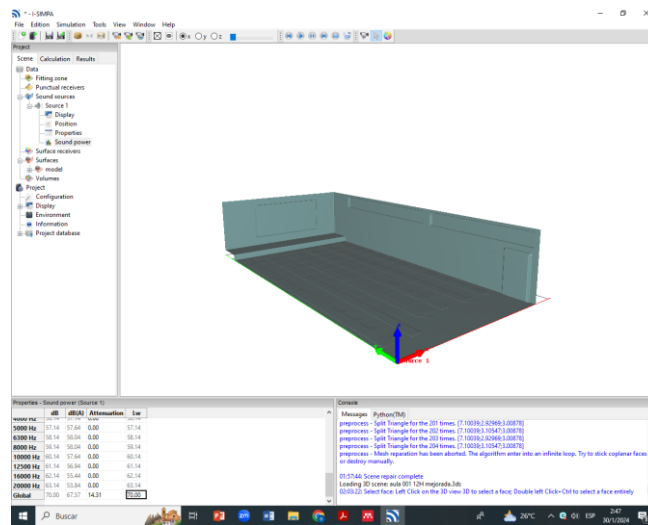 * - I-SIMPA
File Edition Simulation Tools View Window Help
x y z
Project
Scene Calculation Results
Data
Fitting zone
Punctual receivers
Sound sources
Source 1
Display
Position
Properties
Sound power
Surface receivers
Surfaces
model
Volumes
Project
Configuration
Display
Environment
Information
Project database
Source 1
Properties - Sound power (Source 1)
dB dB(A) Attenuation Lw
5000 Hz 57.14 57.64 0.00 57.14
6300 Hz 58.14 58.04 0.00 58.14
8000 Hz 59.14 58.04 0.00 59.14
10000 Hz 60.14 57.64 0.00 60.14
12500 Hz 61.14 56.84 0.00 61.14
16000 Hz 62.14 55.44 0.00 62.14
20000 Hz 63.14 53.84 0.00 63.14
Global 70.00 67.57 14.31 70.00
Console
Messages Python(TM)
preprocess - Split Triangle for the 201 times. [7.10039;2.92969;3.00878]
preprocess - Split Triangle for the 202 times. [7.10039;3.10547;3.00878]
preprocess - Split Triangle for the 203 times. [7.10039;2.92969;3.00878]
preprocess - Split Triangle for the 204 times. [7.10039;3.10547;3.00878]
preprocess - Mesh reparation has been aborted. The algorithm enter into an infinite loop. Try to stick coplanar faces
or destroy manually.
01:57:44: Scene repair complete
Loading 3D scene: aula 001 12H mejorada.3ds
02:03:22: Select face: Left Click on the 3D view 3D to select a face; Double left Click+Ctrl to select a face entirely
Buscar
26°C
ESP
2:47
30/1/2024